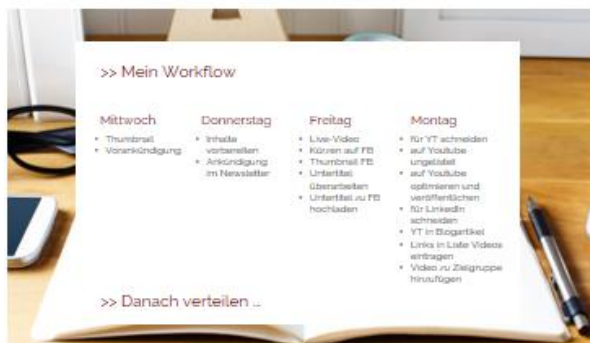 >> Mein Workflow
Mittwoch
• Thumbnail
• Vorankündigung
Donnerstag
• Inhalte
vorbereiten
• Ankündigung
im Newsletter
Freitag
• Live-Video
• Kürzen auf FB
• Thumbnail FB
• Untertitel
überarbeiten
• Untertitel zu FB
hochladen
Montag
• für YT schneiden
• auf Youtube
ungelistet
• auf Youtube
optimieren und
veröffentlichen
• für LinkedIn
schneiden
• YT in Blogartikel
• Links in Liste Videos
eintragen
• Video zu Zielgruppe
hinzufügen
>> Danach verteilen ...